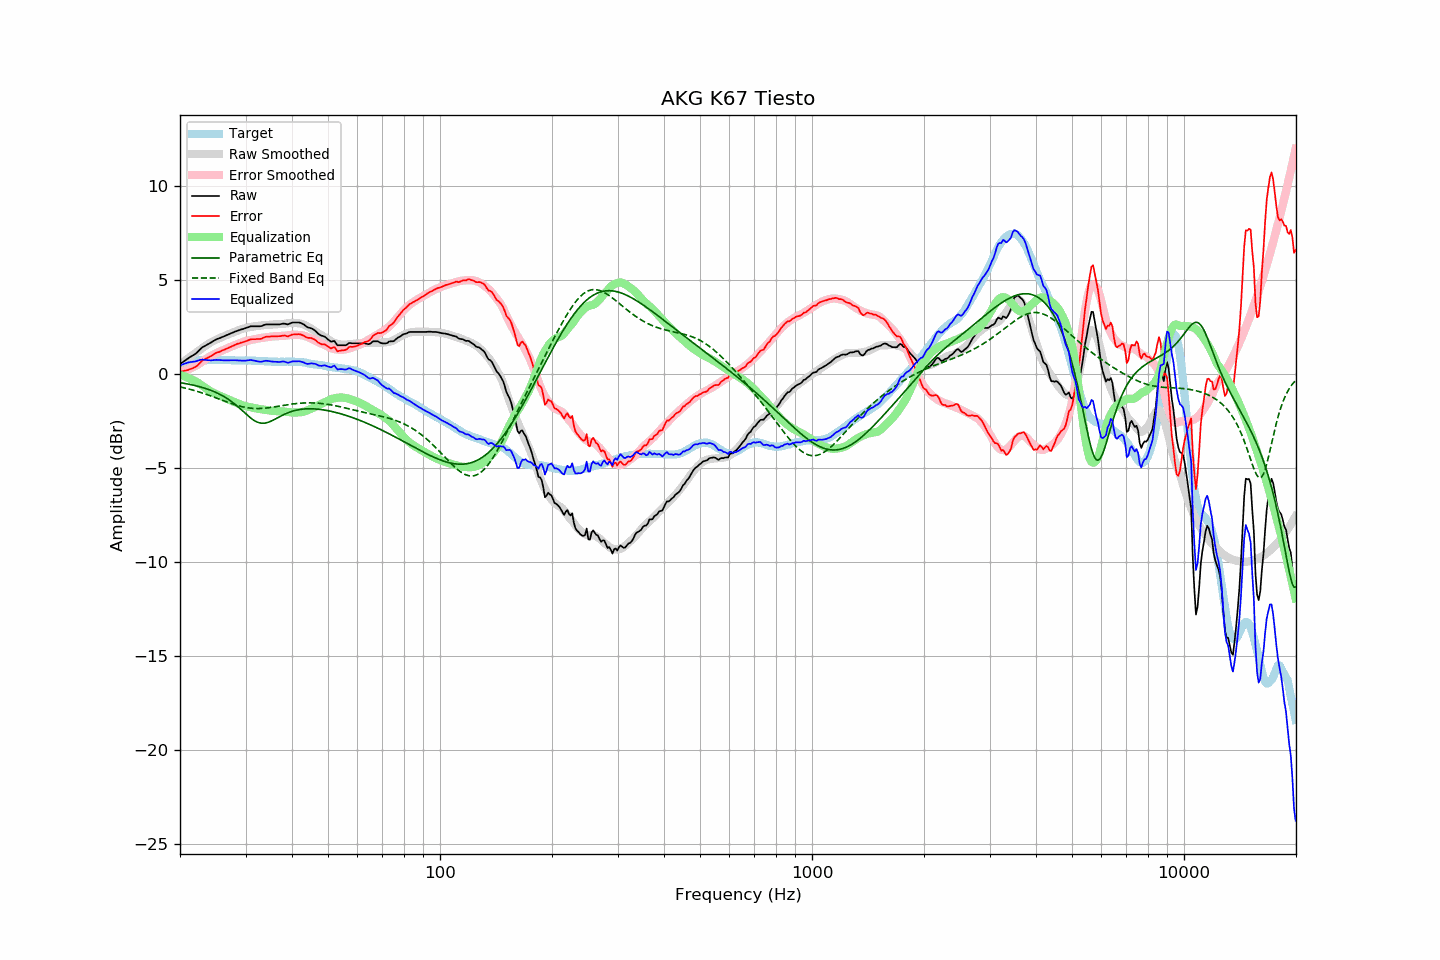 AKG K67 Tiesto
Target
Raw Smoothed
Error Smoothed
Raw
Error
Equalization
Parametric Eq
Fixed Band Eq
Equalized
10
5
0
−5
−10
−15
−20
−25
Amplitude (dBr)
100
1000
10000
Frequency (Hz)